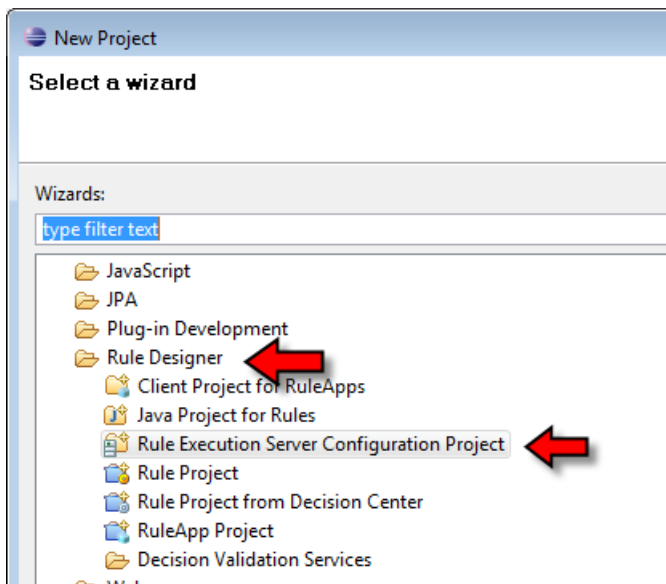 New Project
Select a wizard
Wizards:
type filter text
JavaScript
JPA
Plug-in Development
Rule Designer
Client Project for RuleApps
Java Project for Rules
Rule Execution Server Configuration Project
Rule Project
Rule Project from Decision Center
RuleApp Project
Decision Validation Services